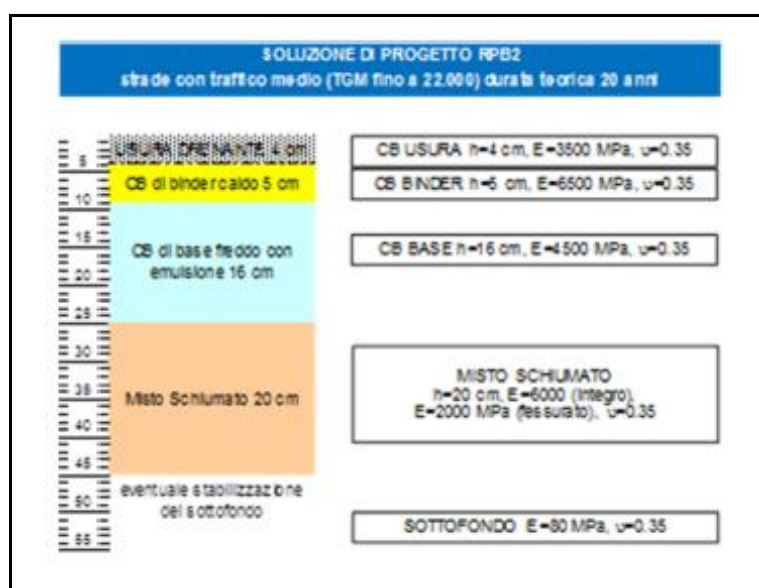 SOLUZIONE DI PROGETTO RPB2
strade con traffico medio (TGM fino a 22.000) durata teorica 20 anni
USURA DRENANTE 4 cm
CB di binder caldo 5 cm
CB di base freddo con
emulsione 16 cm
Misto Schiumato 20 cm
eventuale stabilizzazione
del sottofondo
5
10
15
20
25
30
35
40
45
50
55
CB USURA h=4 cm, E=3500 MPa, υ=0.35
CB BINDER h=5 cm, E=6500 MPa, υ=0.35
CB BASE h=16 cm, E=4500 MPa, υ=0.35
MISTO SCHIUMATO
h=20 cm, E=6000 (Integro),
E=2000 MPa (fessurato), υ=0.35
SOTTOFONDO E=80 MPa, υ=0.35